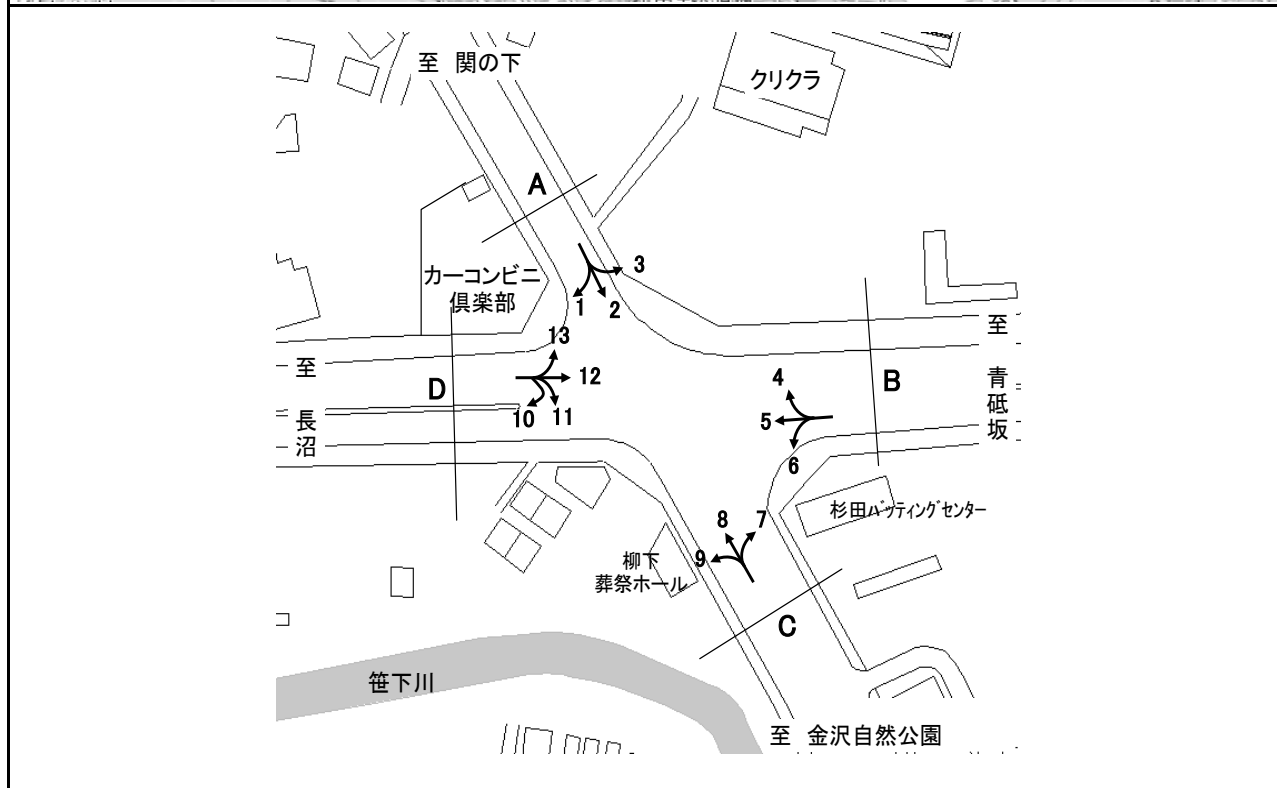 至 関の下
クリクラ
A
3
カーコンビニ
倶楽部
1
2
13
至
長
沼
D
12
10
11
至
青
砥
坂
B
4
5
6
杉田バッティングセンター
8
7
9
柳下
葬祭ホール
C
笹下川
至 金沢自然公園